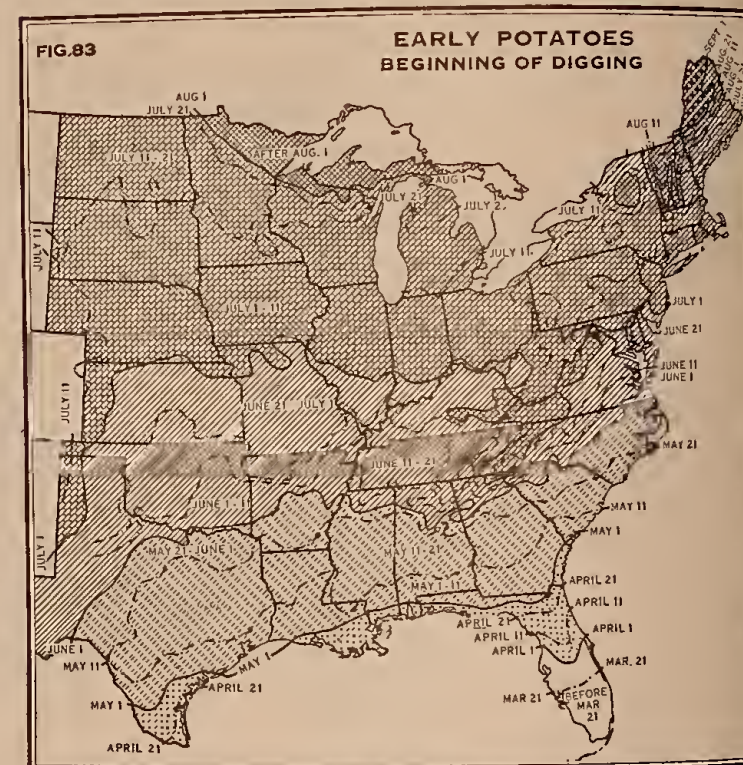 FIG.83
EARLY POTATOES
BEGINNING OF DIGGING
SEPT 1
AUG 21
AUG 11
AUG 1
JULY 21
AUG 1
JULY 21
AUG 11
JULY 11 - 21
AFTER AUG. 1
AUG 1
JULY 21
JULY 2
JULY 11
JULY 11
JULY 11
JULY 1 - 11
JULY 1
JUNE 21
JUNE 11
JUNE 1
JULY 11
JUNE 21 - JULY 1
MAY 21
JUNE 11 - 21
JUNE 1 - 11
MAY 11
MAY 1
JULY 1
MAY 21 - JUNE 1
MAY 11 - 21
MAY 1 - 11
APRIL 21
APRIL 11
APRIL 21
APRIL 1
APRIL 11
APRIL 1
JUNE 1
MAY 11
MAY 1
MAR. 21
APRIL 21
MAR 21
BEFORE
MAR
21
MAY 1
APRIL 21